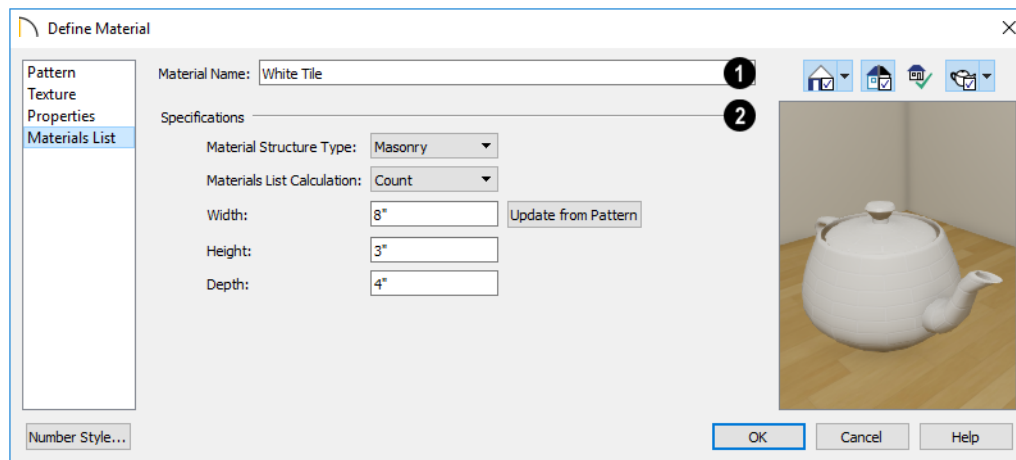 Define Material
Pattern
Texture
Properties
Materials List
Material Name: White Tile 1
Specifications 2
Material Structure Type: Masonry
Materials List Calculation: Count
Width: 8" Update from Pattern
Height: 3"
Depth: 4"
Number Style... OK Cancel Help